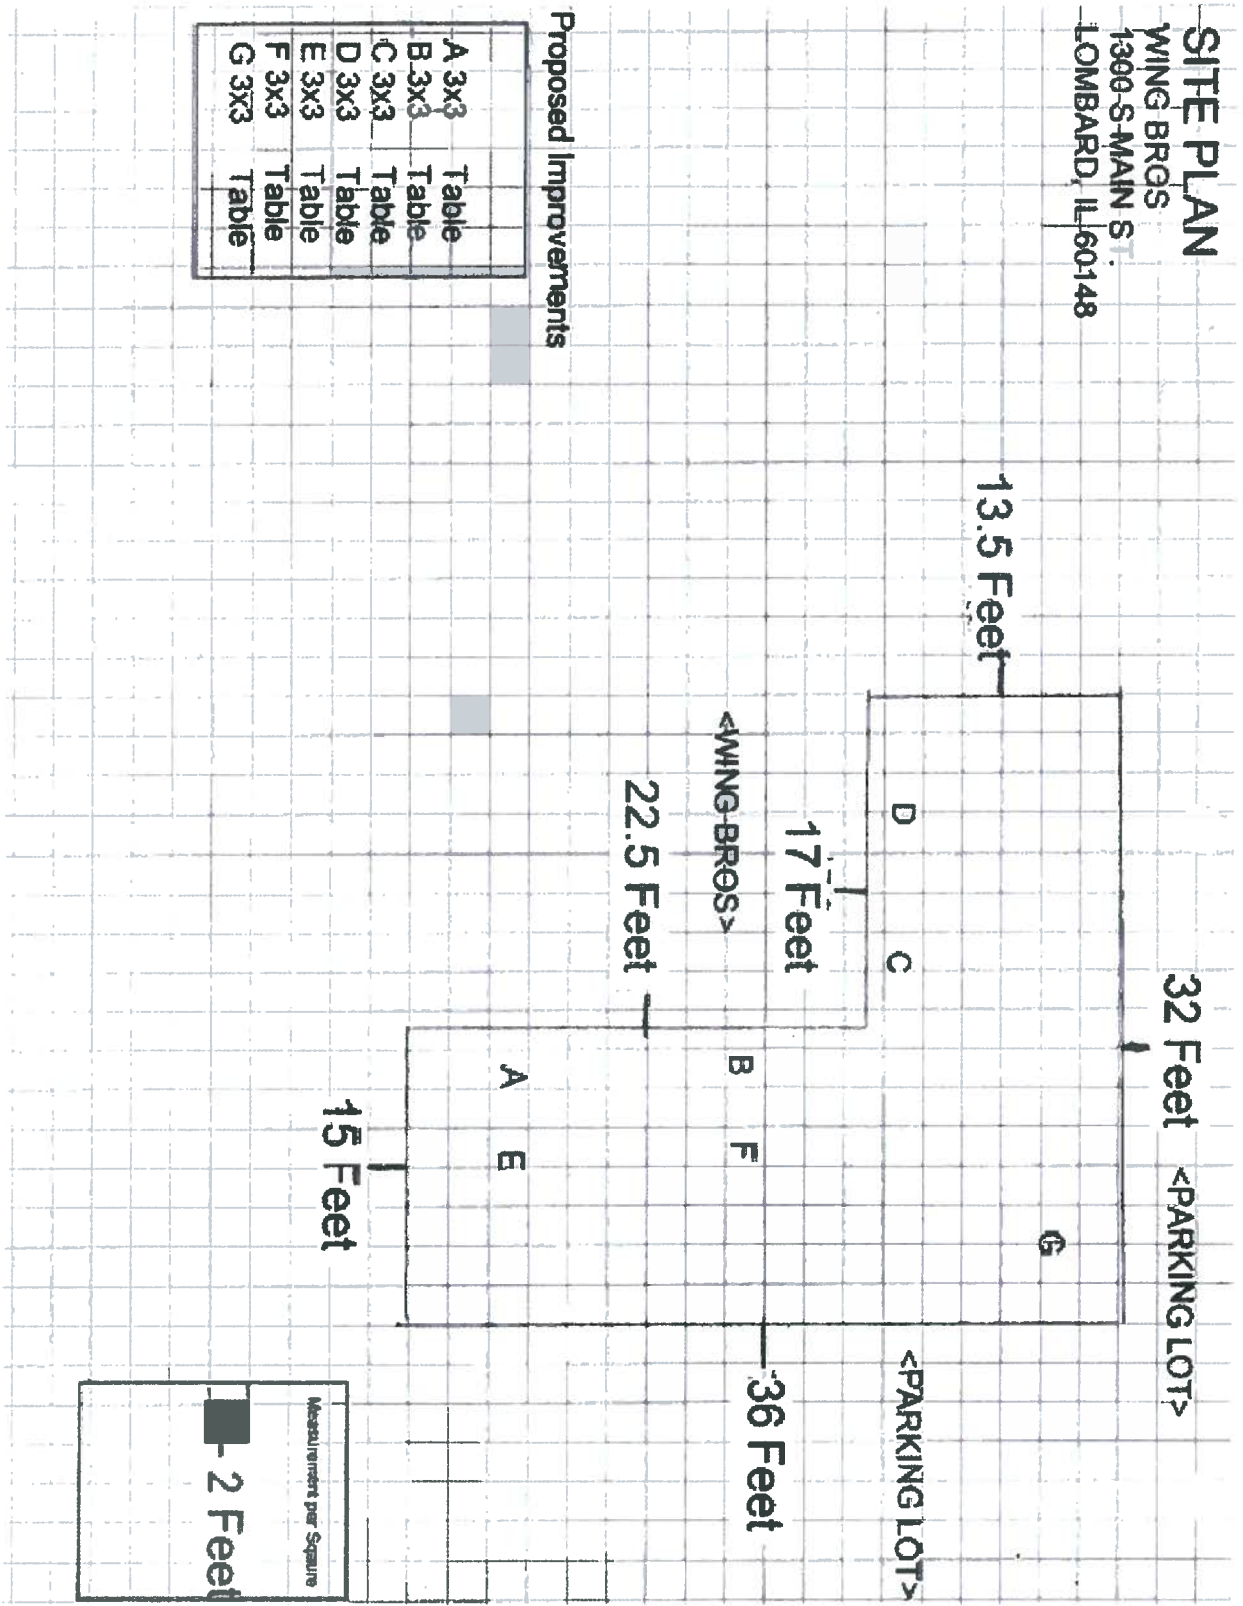 SITE PLAN
WING BROS
1300 S MAIN ST.
LOMBARD, IL 60148
Proposed Improvements
A 3x3 Table
B 3x3 Table
C 3x3 Table
D 3x3 Table
E 3x3 Table
F 3x3 Table
G 3x3 Table
32 Feet
<PARKING LOT>
13.5 Feet
G
D
C
<PARKING LOT>
17 Feet
<WING BROS>
B
F
36 Feet
22.5 Feet
A
E
15 Feet
Measurement per Sqaure
2 Feet